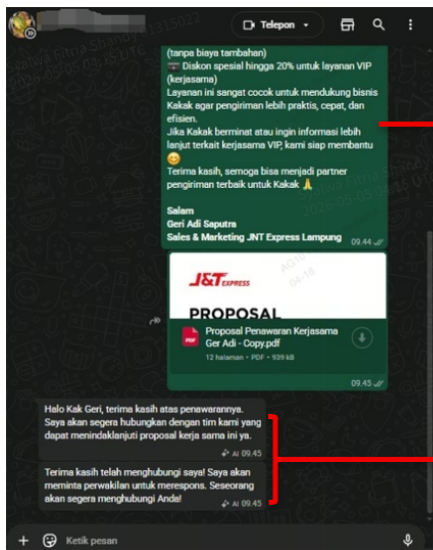 Telepon
(tanpa biaya tambahan)
Diskon spesial hingga 20% untuk layanan VIP
(kerjasama)
Layanan ini sangat cocok untuk mendukung bisnis
Kakak agar pengiriman lebih praktis, cepat, dan
efisien.
Jika Kakak berminat atau ingin informasi lebih
lanjut terkait kerjasama VIP, kami siap membantu
Terima kasih, semoga bisa menjadi partner
pengiriman terbaik untuk Kakak
Salam
Geri Adi Saputra
Sales & Marketing JNT Express Lampung 09.44
J&T EXPRESS
PROPOSAL
Proposal Penawaran Kerjasama
Ger Adi - Copy.pdf
PDF
12 halaman • PDF • 939 kB
09.45
Halo Kak Geri, terima kasih atas penawarannya.
Saya akan segera hubungkan dengan tim kami yang
dapat menindaklanjuti proposal kerja sama ini ya.
AI 09.45
Terima kasih telah menghubungi saya! Saya akan
meminta perwakilan untuk merespons. Seseorang
akan segera menghubungi Anda!
AI 09.45
Ketik pesan